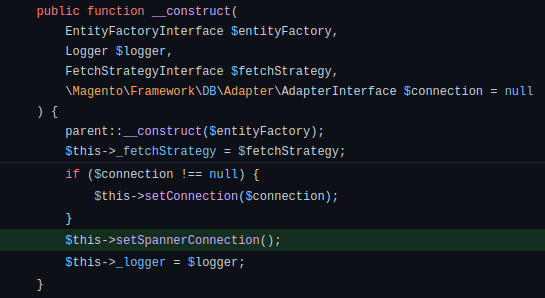 public function __construct(
EntityFactoryInterface $entityFactory,
Logger $logger,
FetchStrategyInterface $fetchStrategy,
\Magento\Framework\DB\Adapter\AdapterInterface $connection = null
) {
parent::__construct($entityFactory);
$this->_fetchStrategy = $fetchStrategy;
if ($connection !== null) {
$this->setConnection($connection);
}
$this->setSpannerConnection();
$this->_logger = $logger;
}